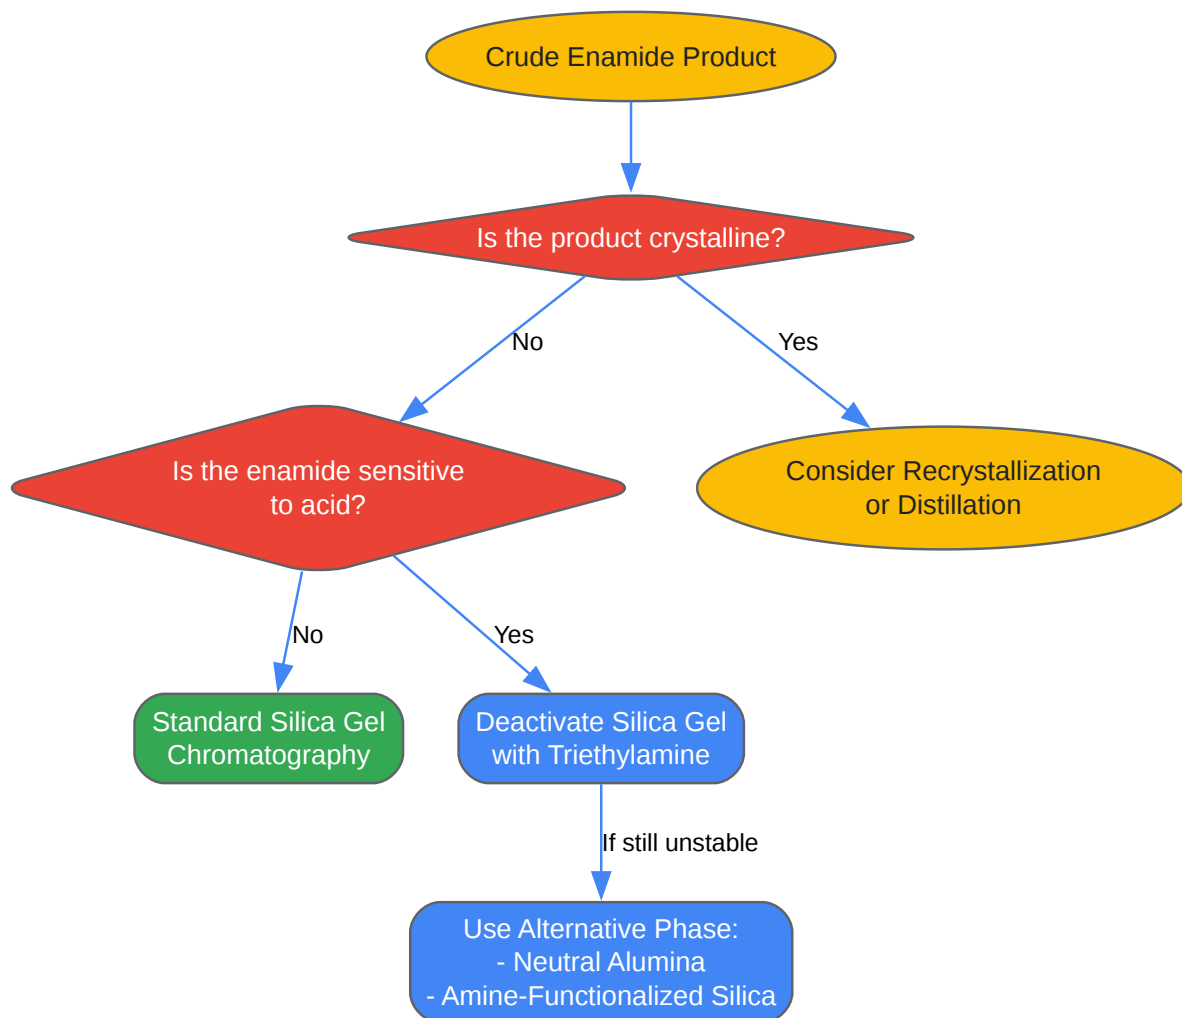 Crude Enamide Product
Is the product crystalline?
No
Yes
Is the enamide sensitive
to acid?
Consider Recrystallization
or Distillation
No
Yes
Standard Silica Gel
Chromatography
Deactivate Silica Gel
with Triethylamine
If still unstable
Use Alternative Phase:
- Neutral Alumina
- Amine-Functionalized Silica